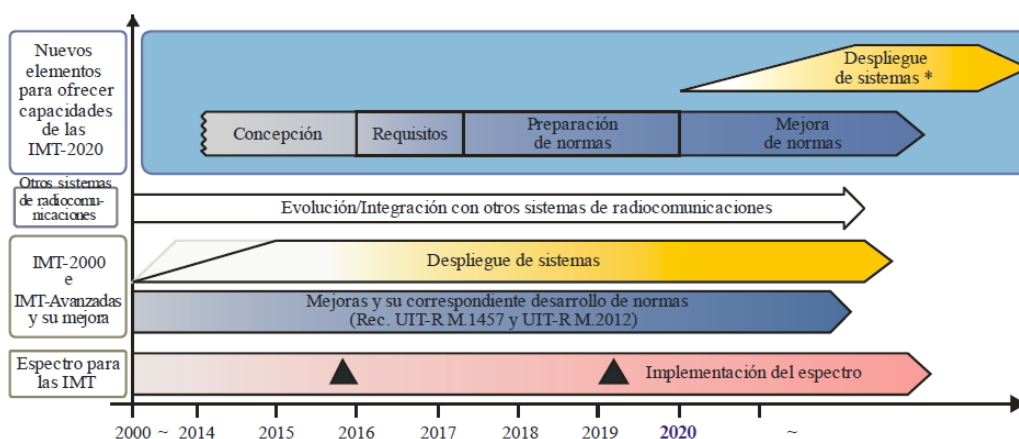 Nuevos
elementos
para ofrecer
capacidades
de las
IMT-2020
Despliegue
de sistemas *
Concepción
Requisitos
Preparación
de normas
Mejora
de normas
Otros sistemas
de radiocomu-
nicaciones
Evolución/Integración con otros sistemas de radiocomunicaciones
IMT-2000
e
IMT-Avanzadas
y su mejora
Despliegue de sistemas
Mejoras y su correspondiente desarrollo de normas
(Rec. UIT-R M.1457 y UIT-R M.2012)
Espectro para
las IMT
Implementación del espectro
2000 ~ 2014 2015 2016 2017 2018 2019 2020 ~